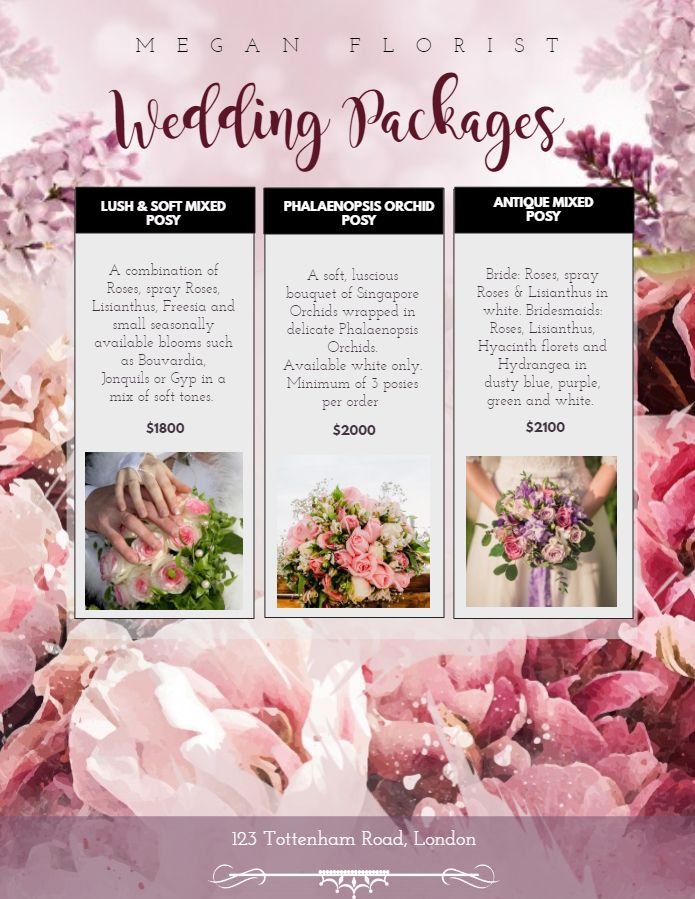 MEGAN FLORIST
Wedding Packages
LUSH & SOFT MIXED
POSY
A combination of
Roses, spray Roses,
Lisianthus, Freesia and
small seasonally
available blooms such
as Bouvardia,
Jonquils or Gyp in a
mix of soft tones.
$1800
PHALAENOPSIS ORCHID
POSY
A soft, luscious
bouquet of Singapore
Orchids wrapped in
delicate Phalaenopsis
Orchids.
Available white only.
Minimum of 3 posies
per order
$2000
ANTIQUE MIXED
POSY
Bride: Roses, spray
Roses & Lisianthus in
white. Bridesmaids:
Roses, Lisianthus,
Hyacinth florets and
Hydrangea in
dusty blue, purple,
green and white.
$2100
123 Tottenham Road, London